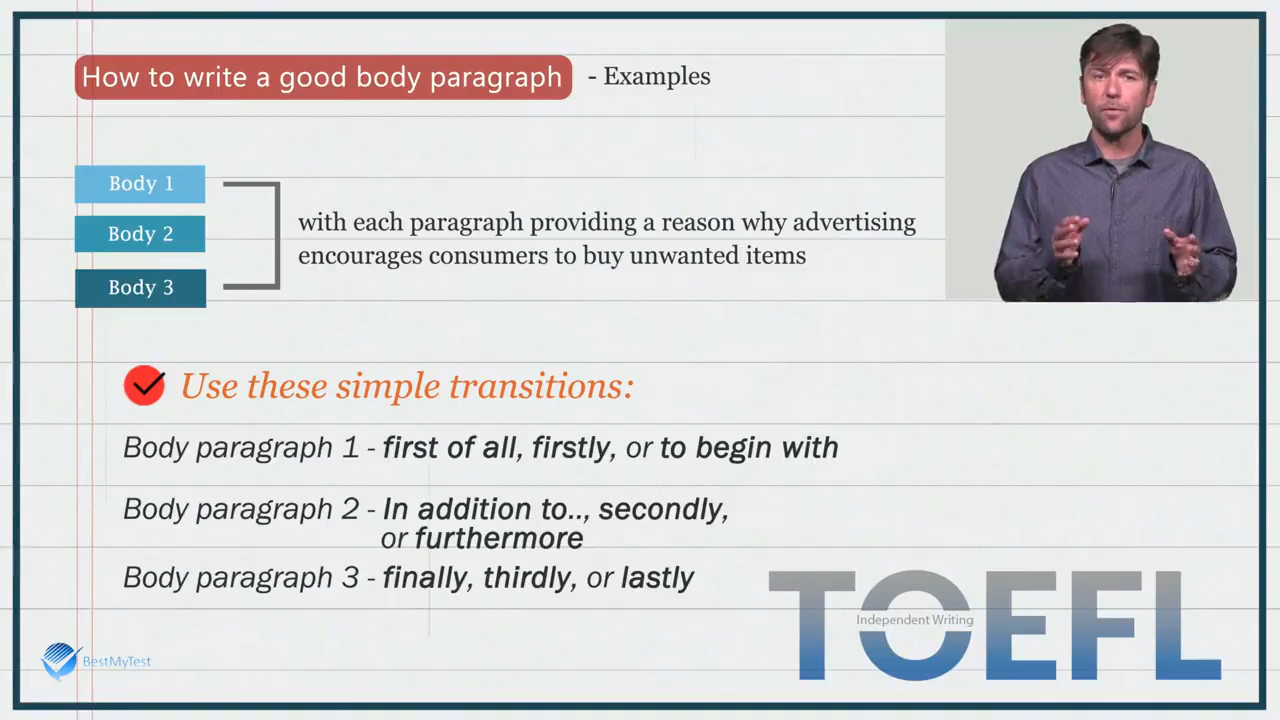 How to write a good body paragraph - Examples
Body 1
Body 2
Body 3
with each paragraph providing a reason why advertising
encourages consumers to buy unwanted items
Use these simple transitions:
Body paragraph 1 - first of all, firstly, or to begin with
Body paragraph 2 - In addition to.., secondly,
or furthermore
Body paragraph 3 - finally, thirdly, or lastly
TOEFL
Independent Writing
BestMyTest